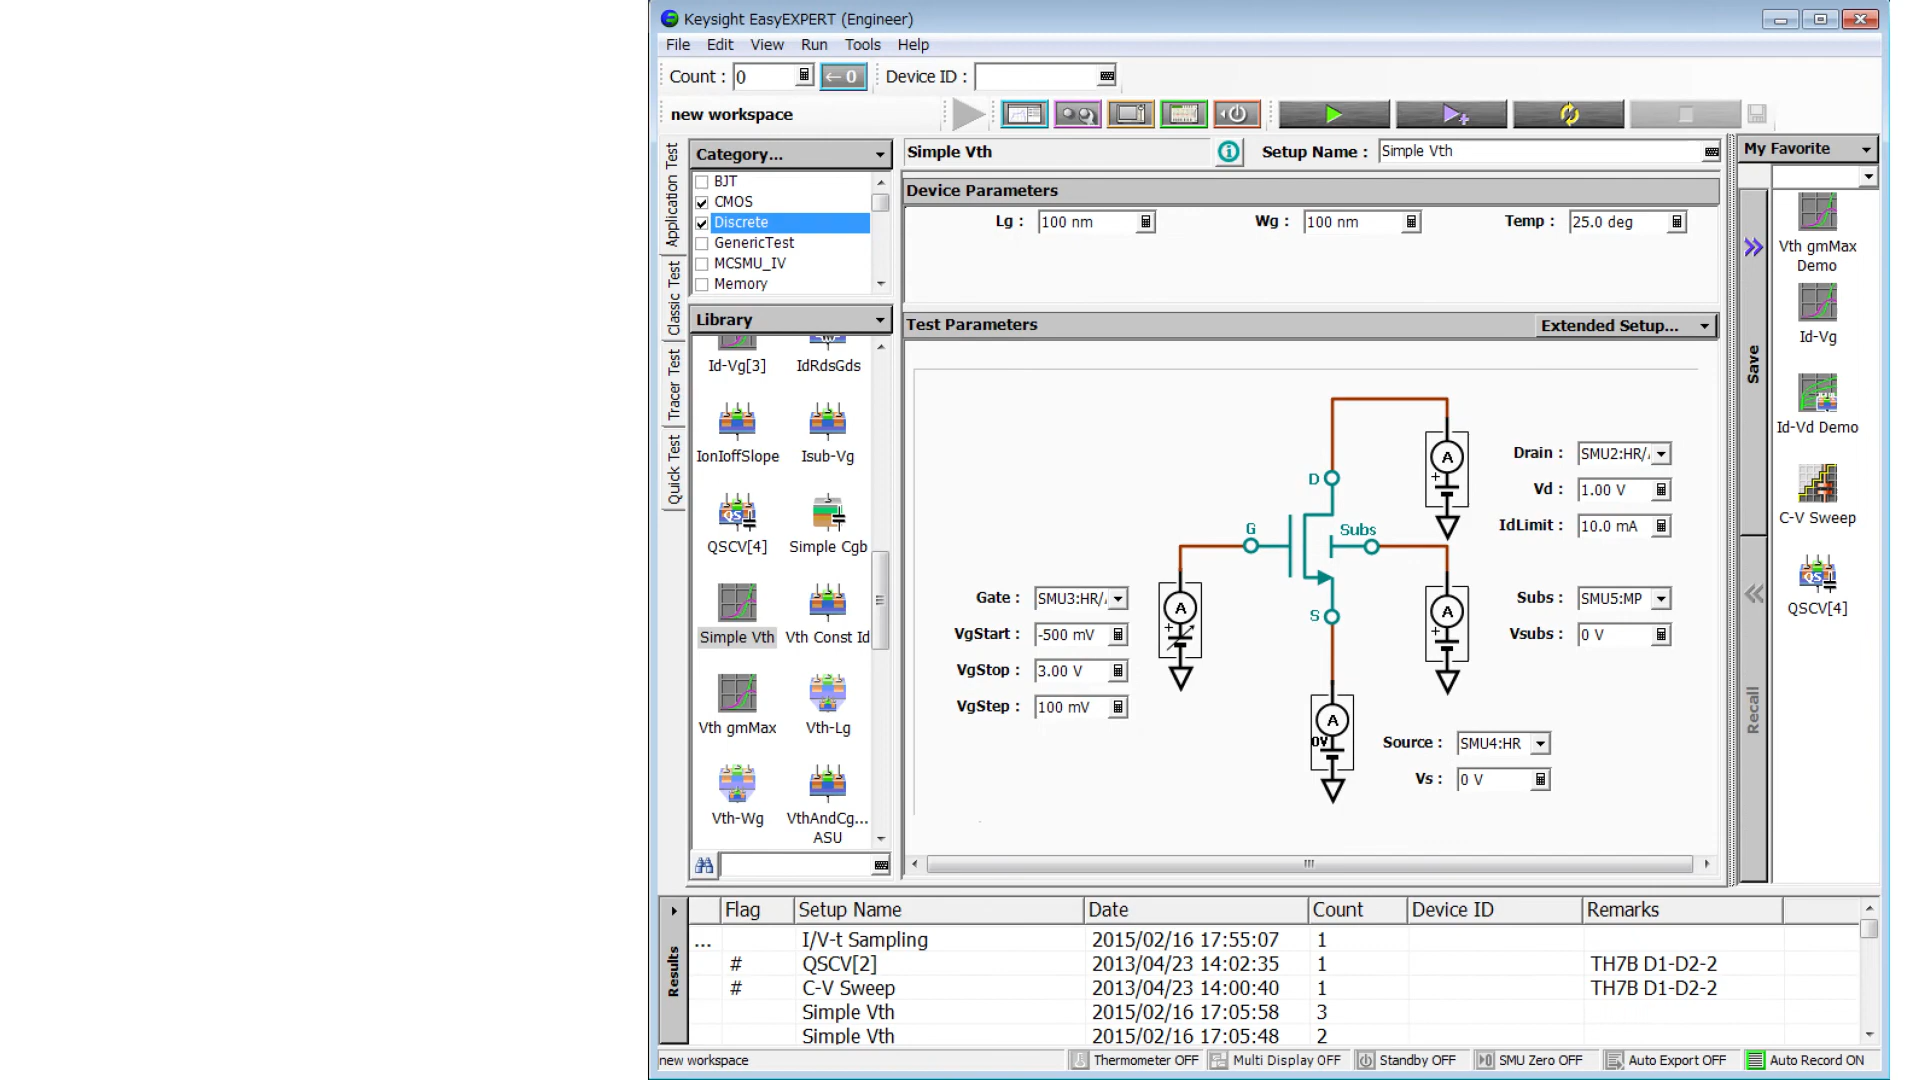 Keysight EasyEXPERT (Engineer)
File Edit View Run Tools Help
Count : 0 ←0 Device ID :
new workspace
Application Test
Classic Test
Tracer Test
Quick Test
Category...
BJT
CMOS
Discrete
GenericTest
MCSMU_IV
Memory
Library
Id-Vg[3] IdRdsGds
IonIoffSlope Isub-Vg
QS
QSCV[4] Simple Cgb
Simple Vth Vth Const Id
Vth gmMax Vth-Lg
Vth-Wg VthAndCg...
ASU
Simple Vth Setup Name : Simple Vth
Device Parameters
Lg : 100 nm Wg : 100 nm Temp : 25.0 deg
Test Parameters Extended Setup...
D
G
Subs
S
A
A
A
A
0V
Drain : SMU2:HR/
Vd : 1.00 V
IdLimit : 10.0 mA
Gate : SMU3:HR/
VgStart : -500 mV
VgStop : 3.00 V
VgStep : 100 mV
Subs : SMU5:MP
Vsubs : 0 V
Source : SMU4:HR
Vs : 0 V
Save
Recall
My Favorite
Vth gmMax
Demo
Id-Vg
Id-Vd Demo
C-V Sweep
QS
QSCV[4]
Results
Flag Setup Name Date Count Device ID Remarks
... I/V-t Sampling 2015/02/16 17:55:07 1
# QSCV[2] 2013/04/23 14:02:35 1 TH7B D1-D2-2
# C-V Sweep 2013/04/23 14:00:40 1 TH7B D1-D2-2
Simple Vth 2015/02/16 17:05:58 3
Simple Vth 2015/02/16 17:05:48 2
new workspace Thermometer OFF Multi Display OFF Standby OFF SMU Zero OFF Auto Export OFF Auto Record ON